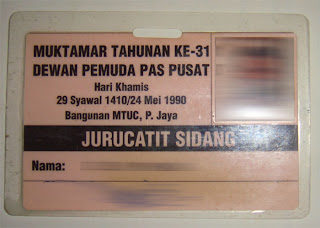 MUKTAMAR TAHUNAN KE-31
DEWAN PEMUDA PAS PUSAT
Hari Khamis
29 Syawal 1410/24 Mei 1990
Bangunan MTUC, P. Jaya
JURUCATIT SIDANG
Nama: